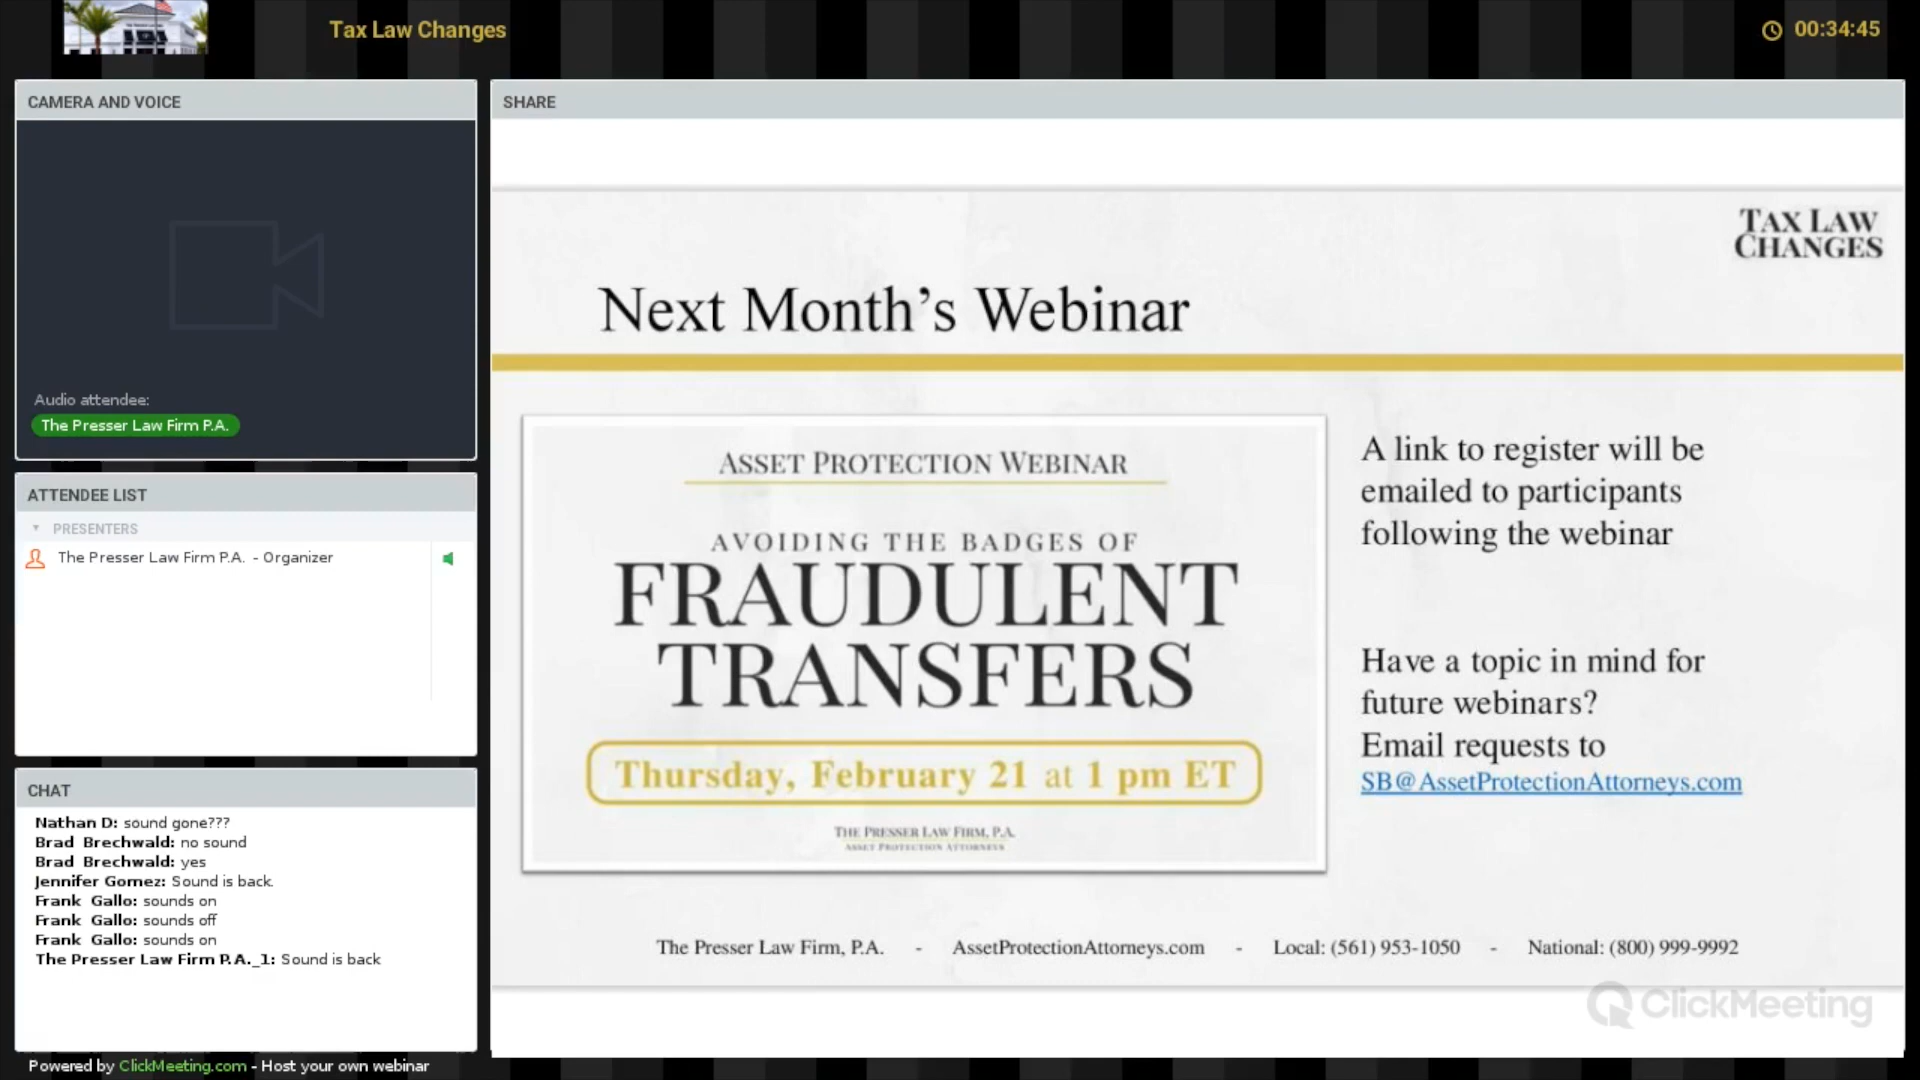 Tax Law Changes
00:34:45
CAMERA AND VOICE
Audio attendee:
The Presser Law Firm P.A.
ATTENDEE LIST
PRESENTERS
The Presser Law Firm P.A. - Organizer
CHAT
Nathan D: sound gone???
Brad Brechwald: no sound
Brad Brechwald: yes
Jennifer Gomez: Sound is back.
Frank Gallo: sounds on
Frank Gallo: sounds off
Frank Gallo: sounds on
The Presser Law Firm P.A._1: Sound is back
Powered by ClickMeeting.com - Host your own webinar
SHARE
TAX LAW
CHANGES
Next Month's Webinar
ASSET PROTECTION WEBINAR
AVOIDING THE BADGES OF
FRAUDULENT
TRANSFERS
Thursday, February 21 at 1 pm ET
THE PRESSER LAW FIRM, P.A.
ASSET PROTECTION ATTORNEYS
A link to register will be
emailed to participants
following the webinar
Have a topic in mind for
future webinars?
Email requests to
SB@AssetProtectionAttorneys.com
The Presser Law Firm, P.A. - AssetProtectionAttorneys.com - Local: (561) 953-1050 - National: (800) 999-9992
ClickMeeting